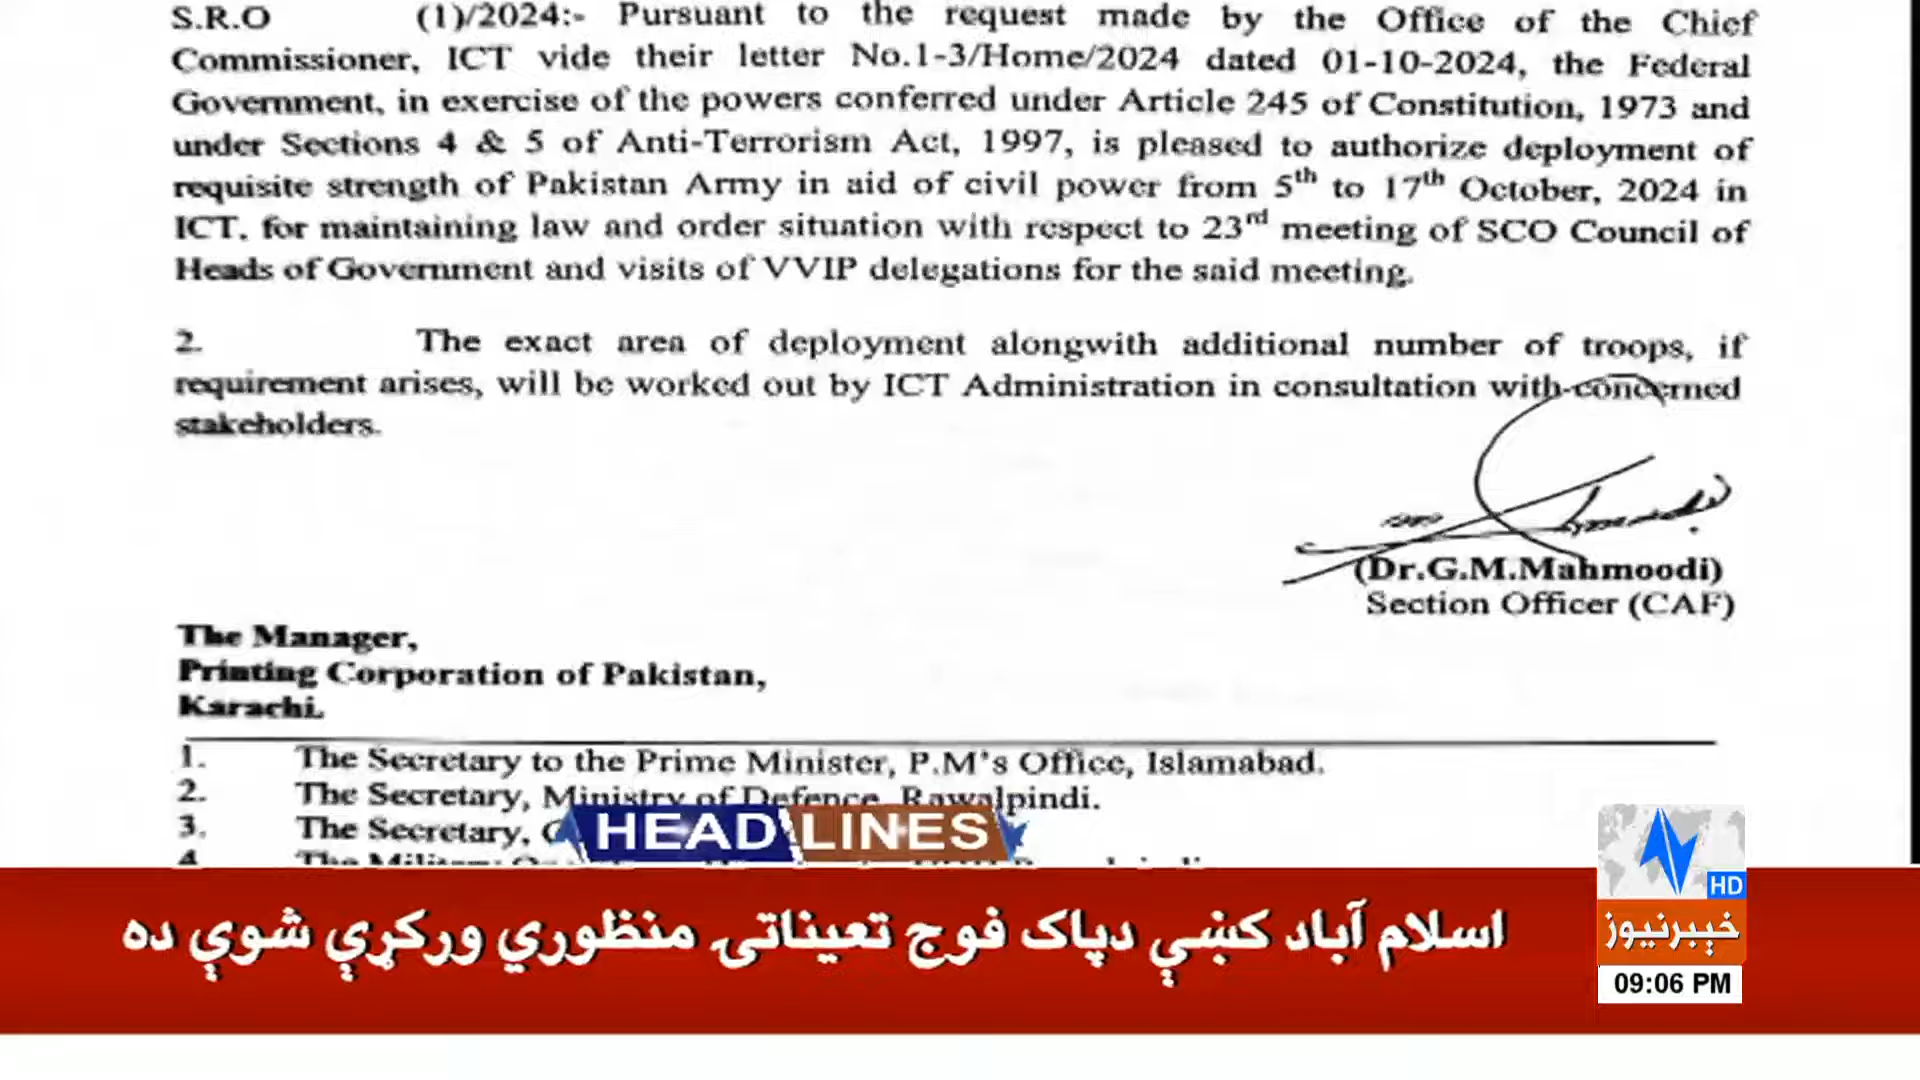 S.R.O (1)/2024:- Pursuant to the request made by the Office of the Chief
Commissioner, ICT vide their letter No.1-3/Home/2024 dated 01-10-2024, the Federal
Government, in exercise of the powers conferred under Article 245 of Constitution, 1973 and
under Sections 4 & 5 of Anti-Terrorism Act, 1997, is pleased to authorize deployment of
requisite strength of Pakistan Army in aid of civil power from 5th to 17th October, 2024 in
ICT, for maintaining law and order situation with respect to 23rd meeting of SCO Council of
Heads of Government and visits of VVIP delegations for the said meeting.
2. The exact area of deployment alongwith additional number of troops, if
requirement arises, will be worked out by ICT Administration in consultation with concerned
stakeholders.
(Dr.G.M.Mahmoodi)
Section Officer (CAF)
The Manager,
Printing Corporation of Pakistan,
Karachi.
1. The Secretary to the Prime Minister, P.M's Office, Islamabad.
2. The Secretary, Ministry of Defence, Rawalpindi.
3. The Secretary,
4. The Military
HEADLINES
اسلام آباد کښې دپاک فوج تعیناتۍ منظوري ورکړې شوې ده
HD
خیبرنیوز
09:06 PM